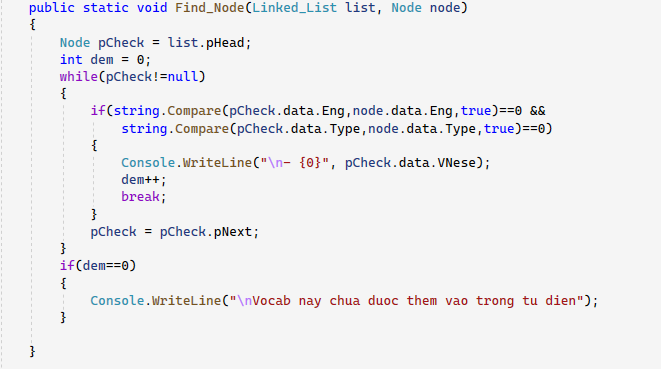 public static void Find_Node(Linked_List list, Node node)
{
    Node pCheck = list.pHead;
    int dem = 0;
    while(pCheck!=null)
    {
        if(string.Compare(pCheck.data.Eng,node.data.Eng,true)==0 &&
            string.Compare(pCheck.data.Type,node.data.Type,true)==0)
        {
            Console.WriteLine("\n- {0}", pCheck.data.VNese);
            dem++;
            break;
        }
        pCheck = pCheck.pNext;
    }
    if(dem==0)
    {
        Console.WriteLine("\nVocab nay chua duoc them vao trong tu dien");
    }
}